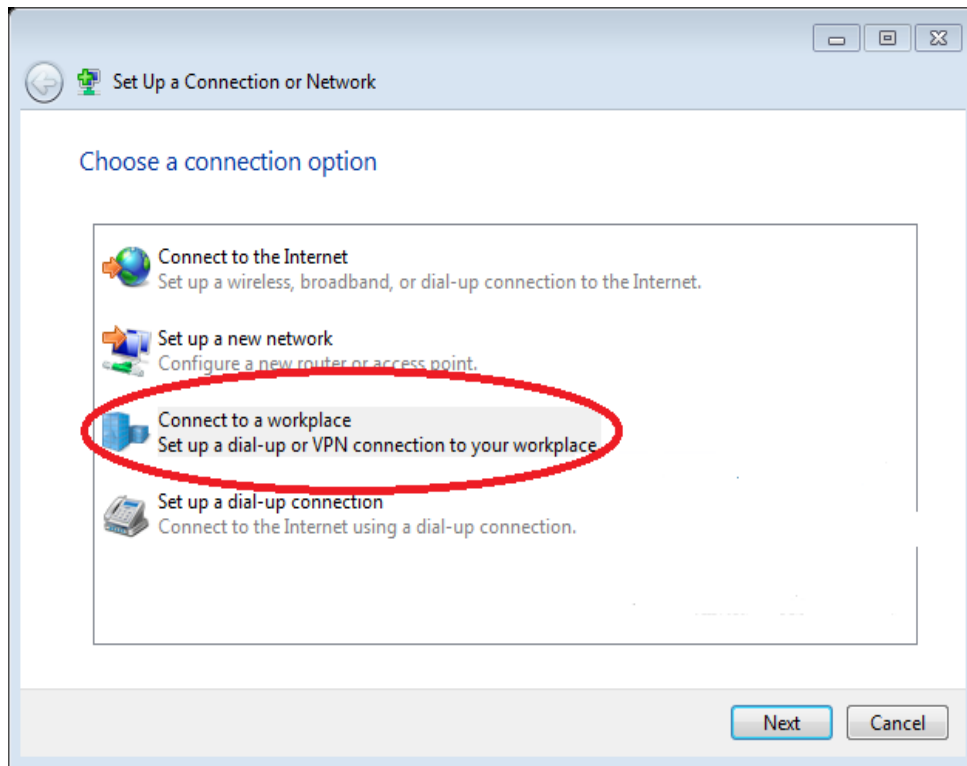 Set Up a Connection or Network
Choose a connection option
Connect to the Internet
Set up a wireless, broadband, or dial-up connection to the Internet.
Set up a new network
Configure a new router or access point.
Connect to a workplace
Set up a dial-up or VPN connection to your workplace.
Set up a dial-up connection
Connect to the Internet using a dial-up connection.
Next
Cancel